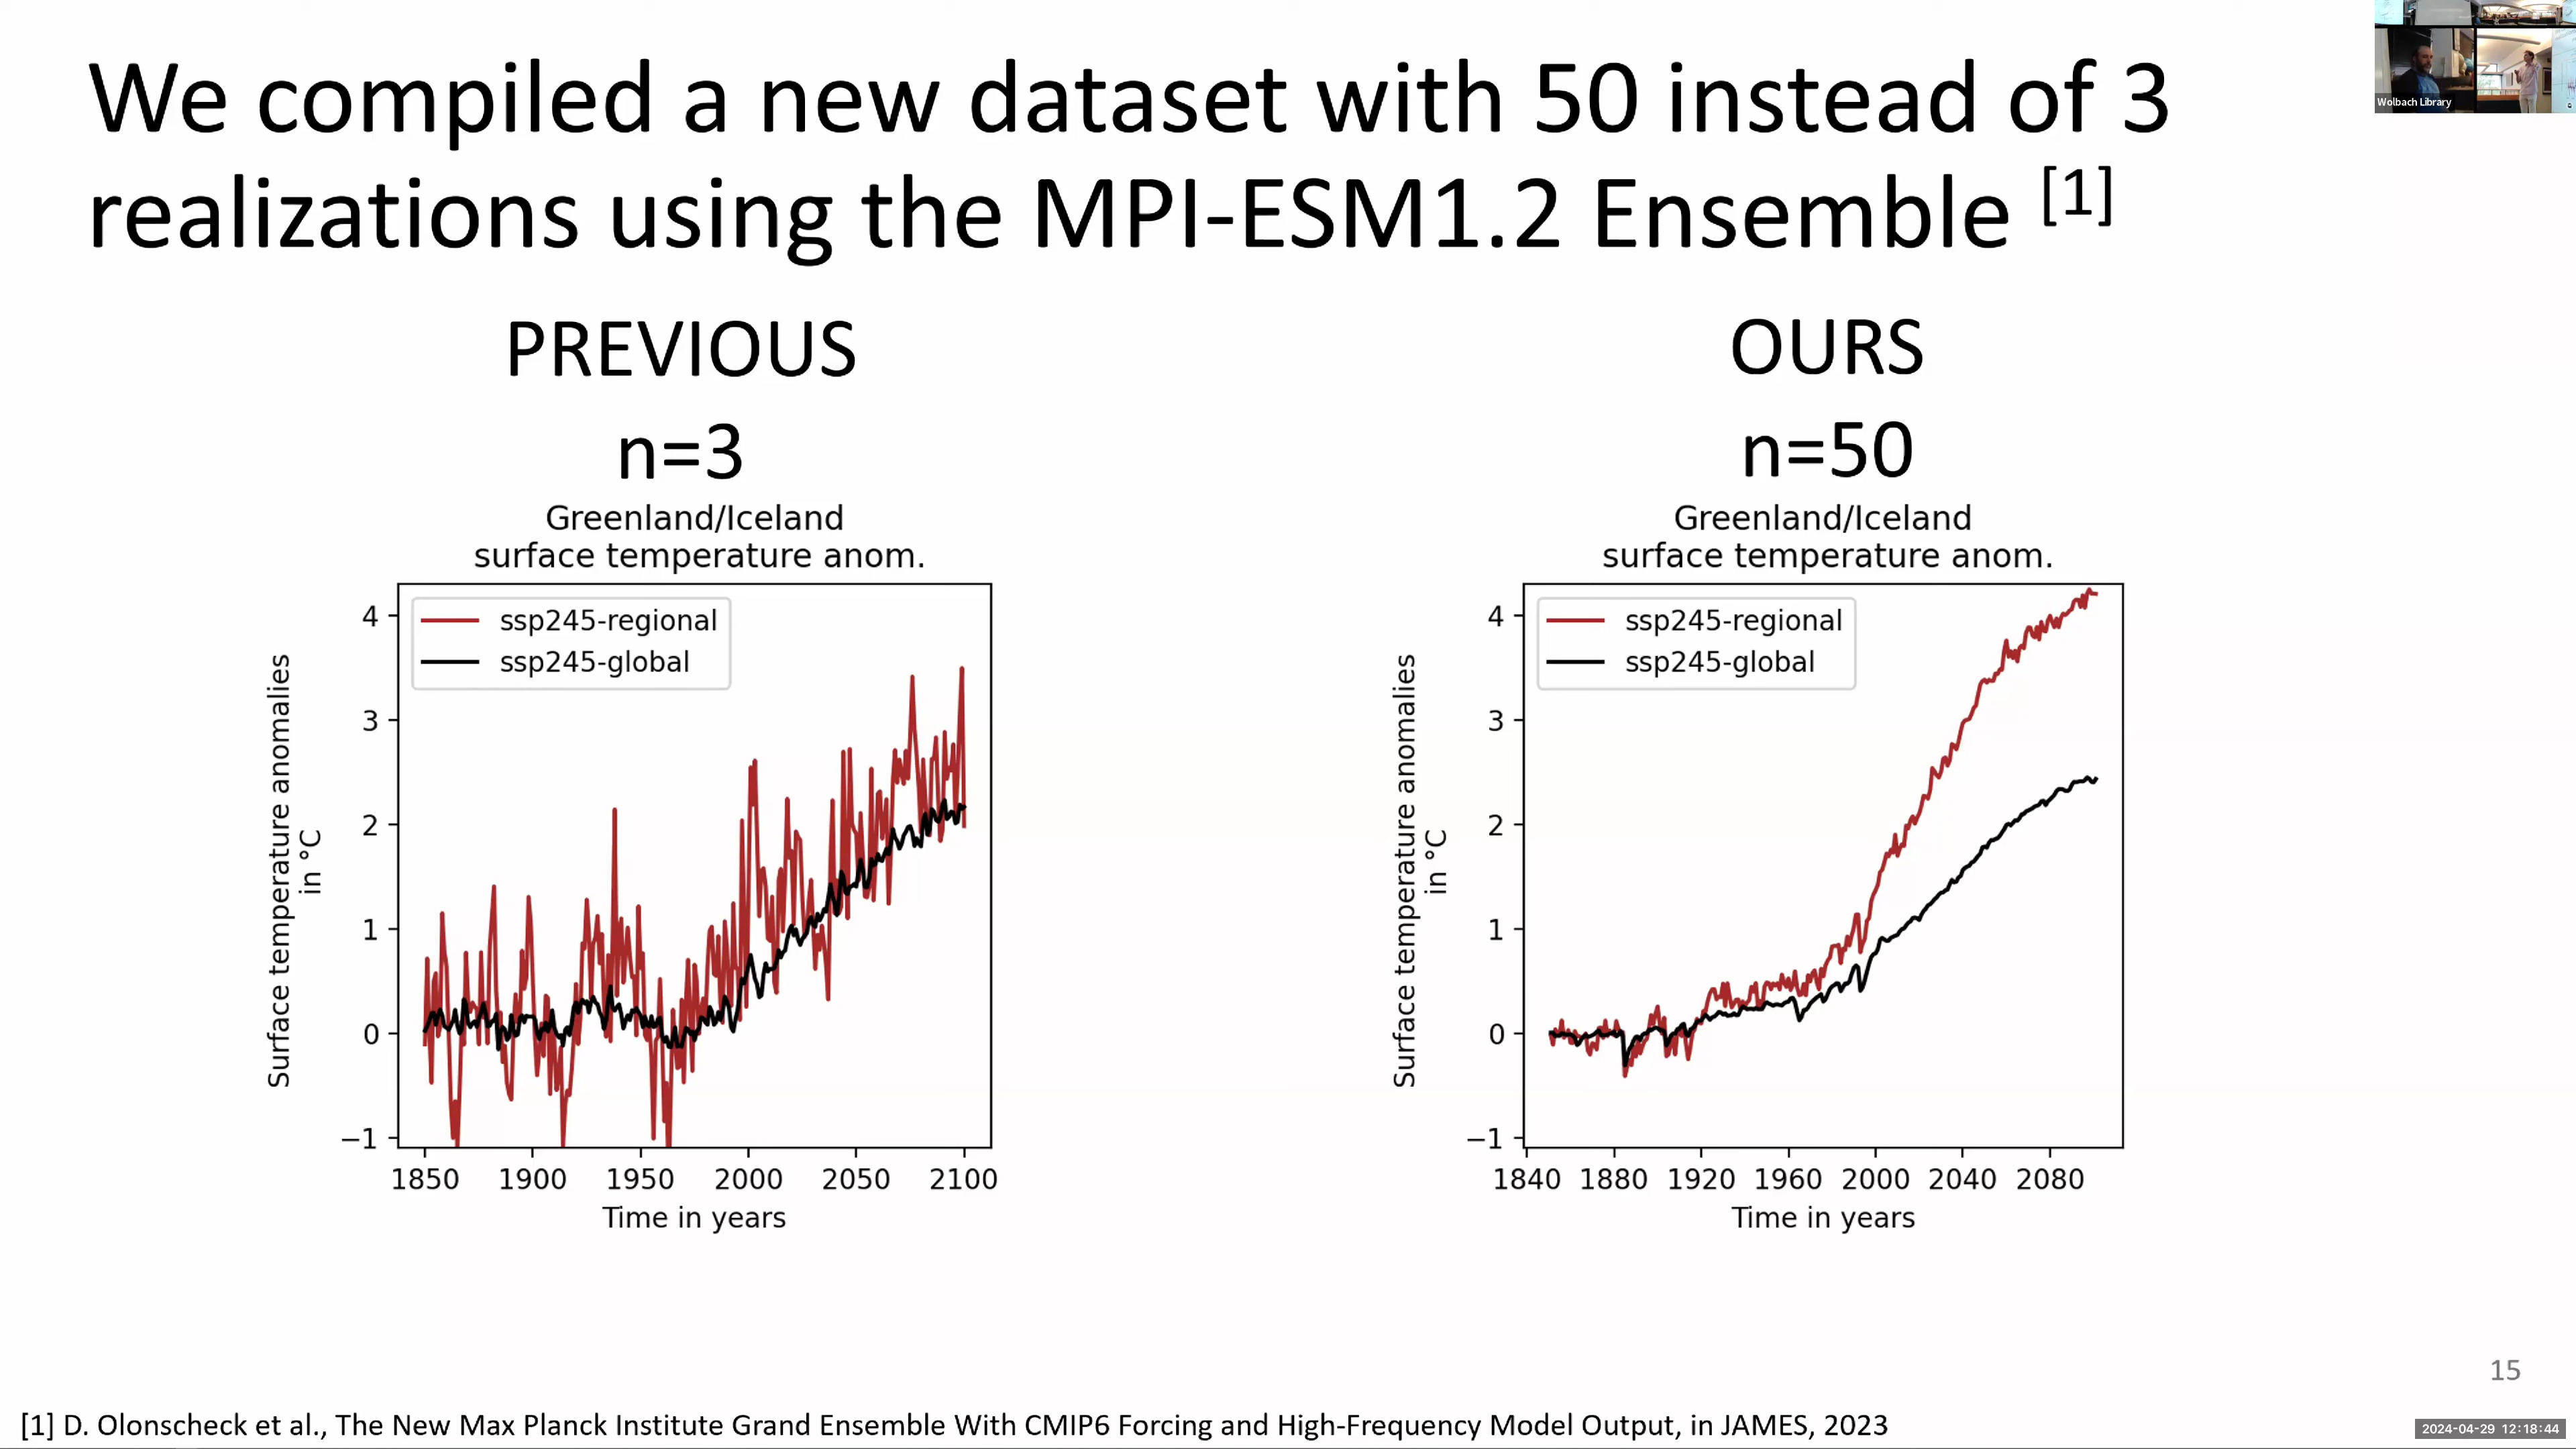 We compiled a new dataset with 50 instead of 3
realizations using the MPI-ESM1.2 Ensemble [1]
Wolbach Library
PREVIOUS
n=3
Greenland/Iceland
surface temperature anom.
ssp245-regional
ssp245-global
4
3
2
1
0
−1
Surface temperature anomalies
in °C
1850 1900 1950 2000 2050 2100
Time in years
OURS
n=50
Greenland/Iceland
surface temperature anom.
ssp245-regional
ssp245-global
4
3
2
1
0
−1
Surface temperature anomalies
in °C
1840 1880 1920 1960 2000 2040 2080
Time in years
15
[1] D. Olonscheck et al., The New Max Planck Institute Grand Ensemble With CMIP6 Forcing and High-Frequency Model Output, in JAMES, 2023
2024-04-29 12:18:44